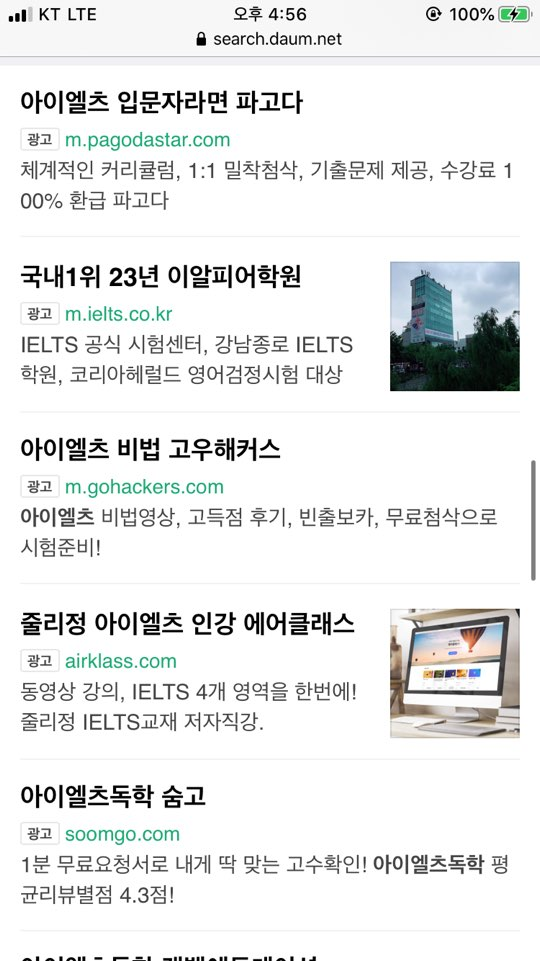 KT LTE 오후 4:56 100%
search.daum.net
아이엘츠 입문자라면 파고다
광고 m.pagodastar.com
체계적인 커리큘럼, 1:1 밀착첨삭, 기출문제 제공, 수강료 1
00% 환급 파고다
국내1위 23년 이알피어학원
광고 m.ielts.co.kr
IELTS 공식 시험센터, 강남종로 IELTS
학원, 코리아헤럴드 영어검정시험 대상
아이엘츠 비법 고우해커스
광고 m.gohackers.com
아이엘츠 비법영상, 고득점 후기, 빈출보카, 무료첨삭으로
시험준비!
줄리정 아이엘츠 인강 에어클래스
광고 airklass.com
동영상 강의, IELTS 4개 영역을 한번에!
줄리정 IELTS교재 저자직강.
아이엘츠독학 숨고
광고 soomgo.com
1분 무료요청서로 내게 딱 맞는 고수확인! 아이엘츠독학 평
균리뷰별점 4.3점!